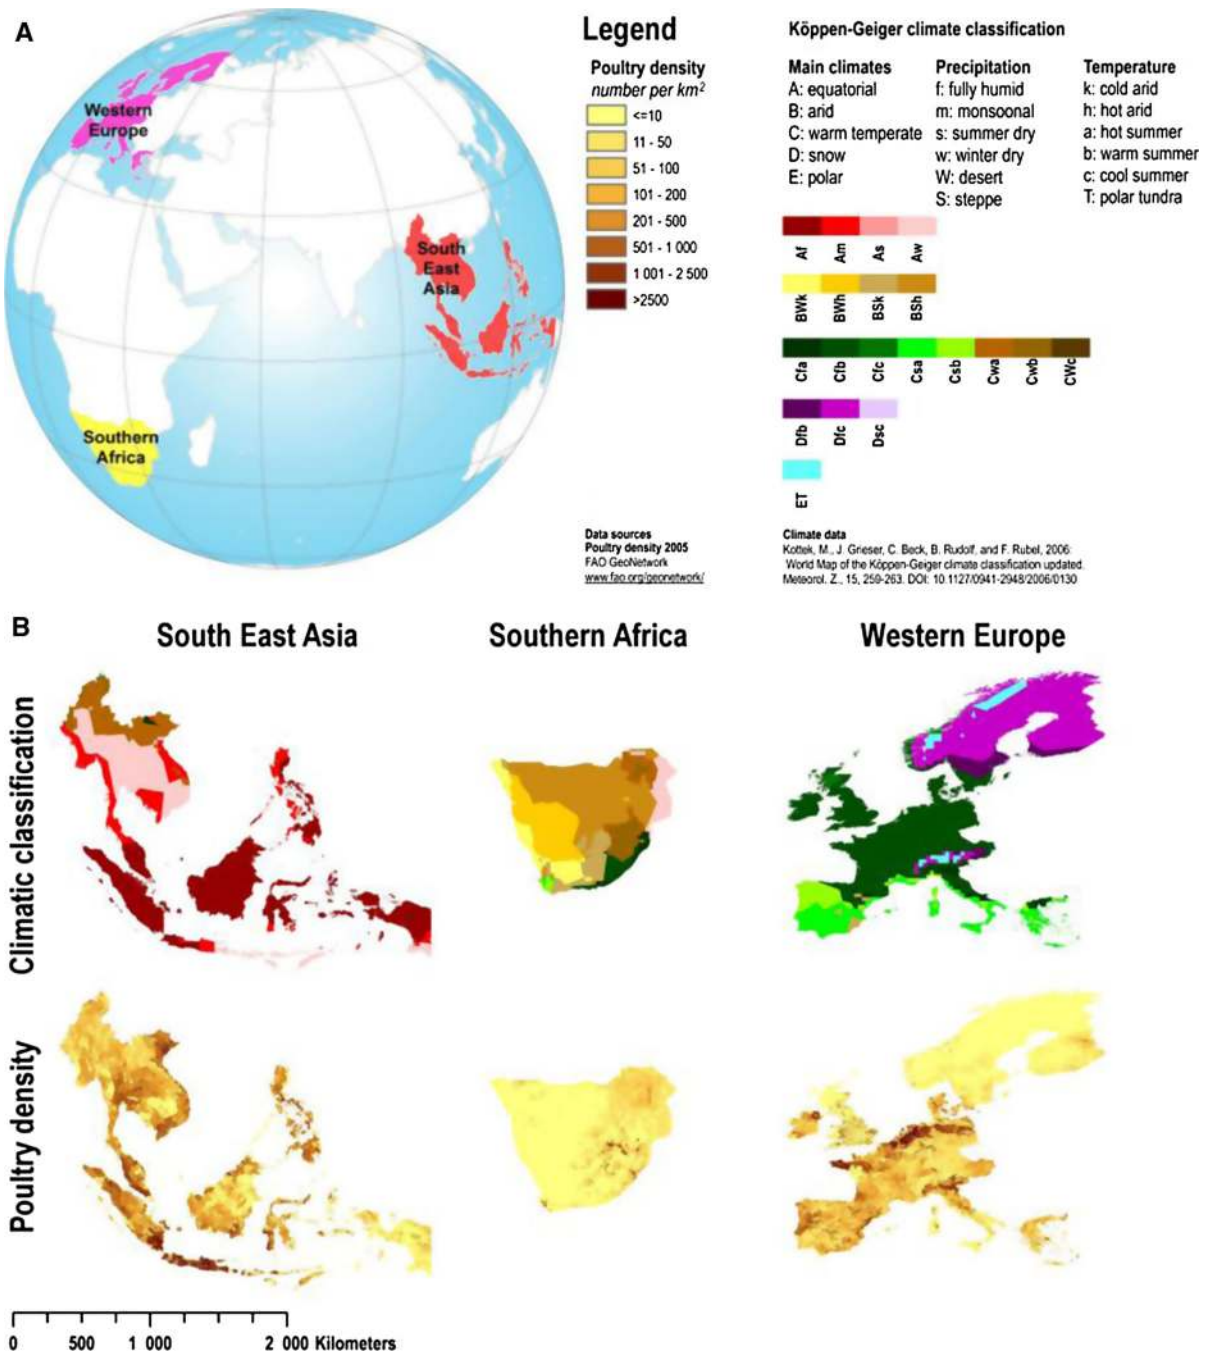 A
Western
Europe
South
East
Asia
Southern
Africa
Legend
Poultry density
number per km²
<=10
11 - 50
51 - 100
101 - 200
201 - 500
501 - 1 000
1 001 - 2 500
>2500
Data sources
Poultry density 2005
FAO GeoNetwork
www.fao.org/geonetwork/
Köppen-Geiger climate classification
Main climates
A: equatorial
B: arid
C: warm temperate
D: snow
E: polar
Precipitation
f: fully humid
m: monsoonal
s: summer dry
w: winter dry
W: desert
S: steppe
Temperature
k: cold arid
h: hot arid
a: hot summer
b: warm summer
c: cool summer
T: polar tundra
Af Am As Aw
BWk BWh BSk BSh
Cfa Cfb Cfc Csa Csb Cwa Cwb CWc
Dfb Dfc Dsc
ET
Climate data
Kottek, M., J. Grieser, C. Beck, B. Rudolf, and F. Rubel, 2006:
World Map of the Köppen-Geiger climate classification updated.
Meteorol. Z., 15, 259-263. DOI: 10.1127/0941-2948/2006/0130
B
South East Asia
Southern Africa
Western Europe
Climatic classification
Poultry density
0 500 1 000 2 000 Kilometers